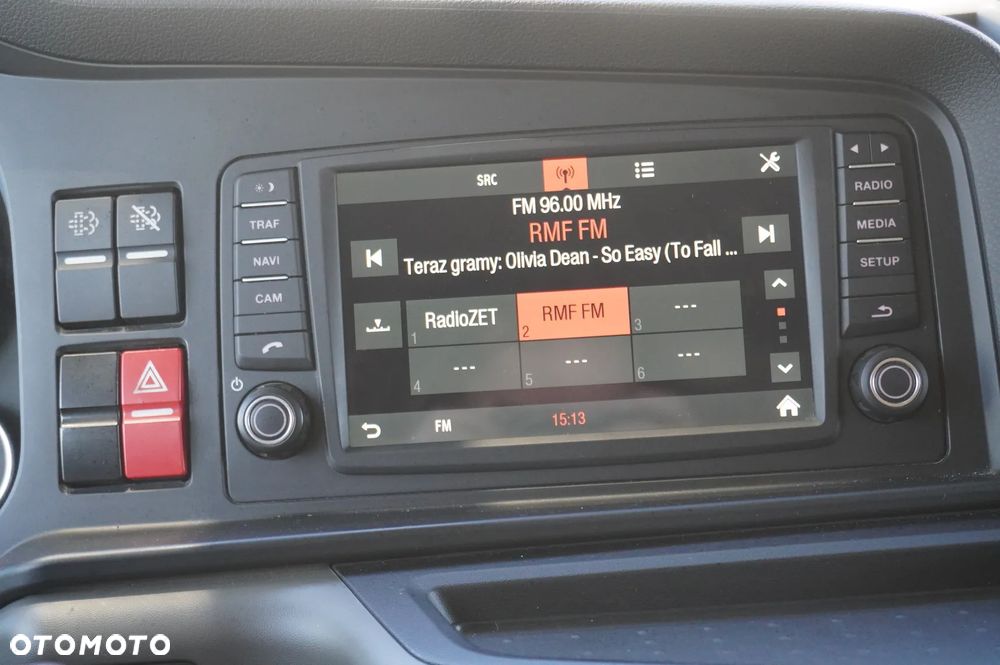 SRC
FM 96.00 MHz
RMF FM
Teraz gramy: Olivia Dean - So Easy (To Fall ...
RadioZET
1
RMF FM
2
---
3
---
4
---
5
---
6
FM
15:13
TRAF
NAVI
CAM
RADIO
MEDIA
SETUP
OTOMOTO